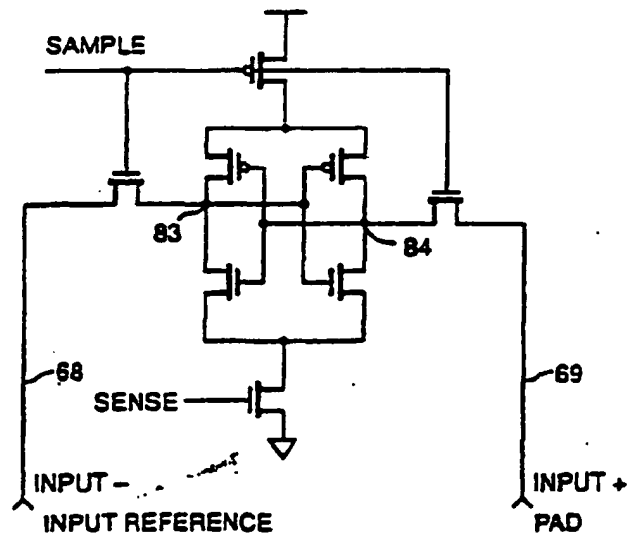 SAMPLE
83
84
68
69
SENSE
INPUT –
INPUT REFERENCE
INPUT +
PAD